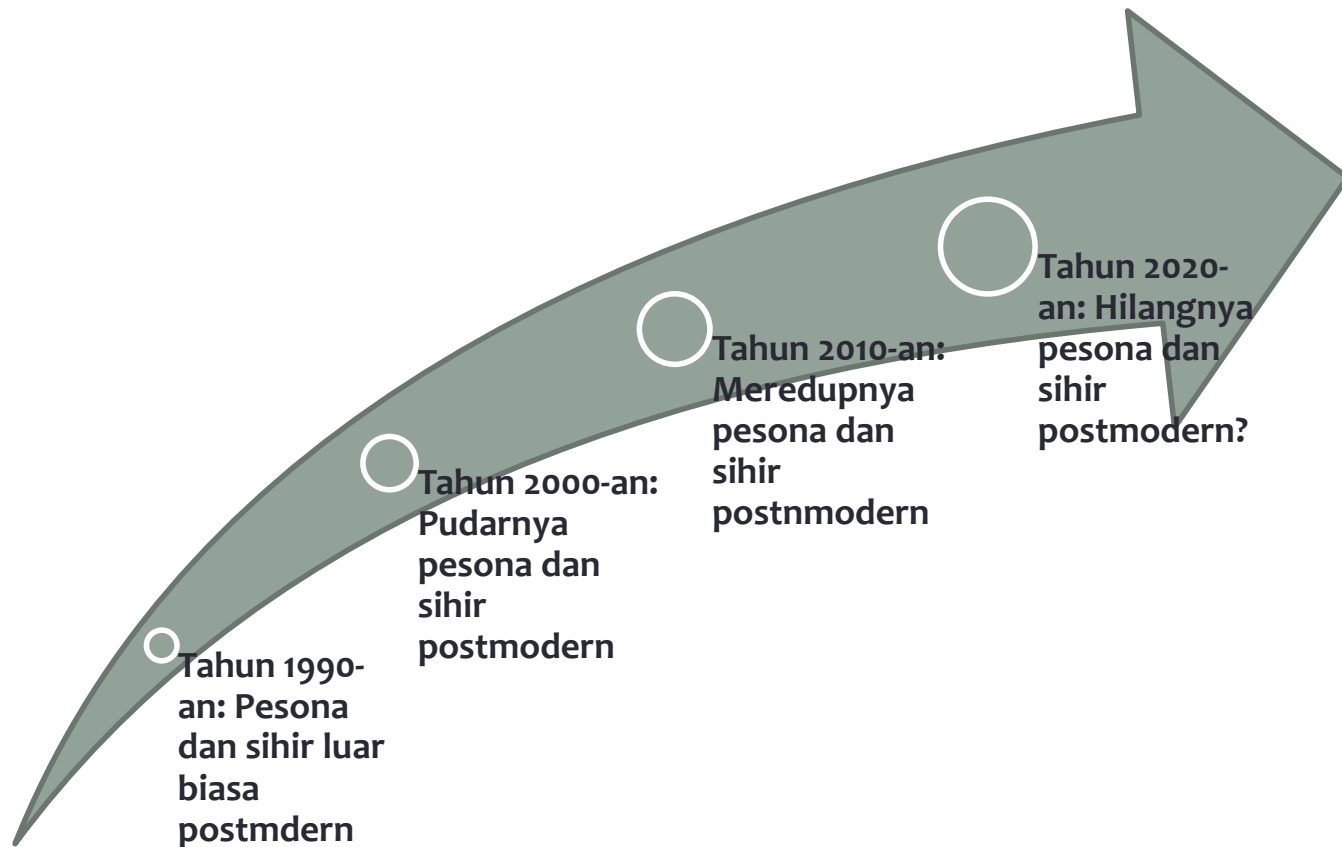 Tahun 1990-
an: Pesona
dan sihir luar
biasa
postmdern
Tahun 2000-an:
Pudarnya
pesona dan
sihir
postmodern
Tahun 2010-an:
Meredupnya
pesona dan
sihir
postnmodern
Tahun 2020-
an: Hilangnya
pesona dan
sihir
postmodern?